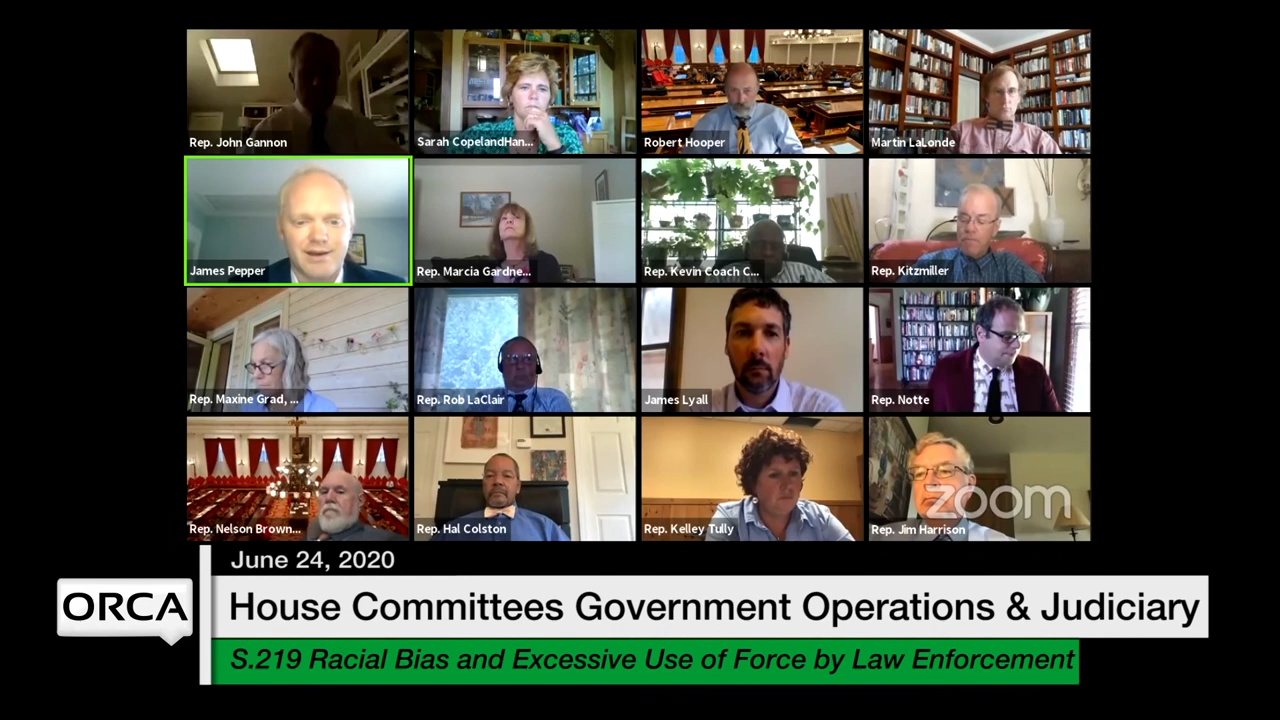 Rep. John Gannon
Sarah CopelandHan...
Robert Hooper
Martin LaLonde
James Pepper
Rep. Marcia Gardne...
Rep. Kevin Coach C...
Rep. Kitzmiller
Rep. Maxine Grad, ...
Rep. Rob LaClair
James Lyall
Rep. Notte
Rep. Nelson Brown...
Rep. Hal Colston
Rep. Kelley Tully
zoom
Rep. Jim Harrison
June 24, 2020
ORCA
House Committees Government Operations & Judiciary
S.219 Racial Bias and Excessive Use of Force by Law Enforcement